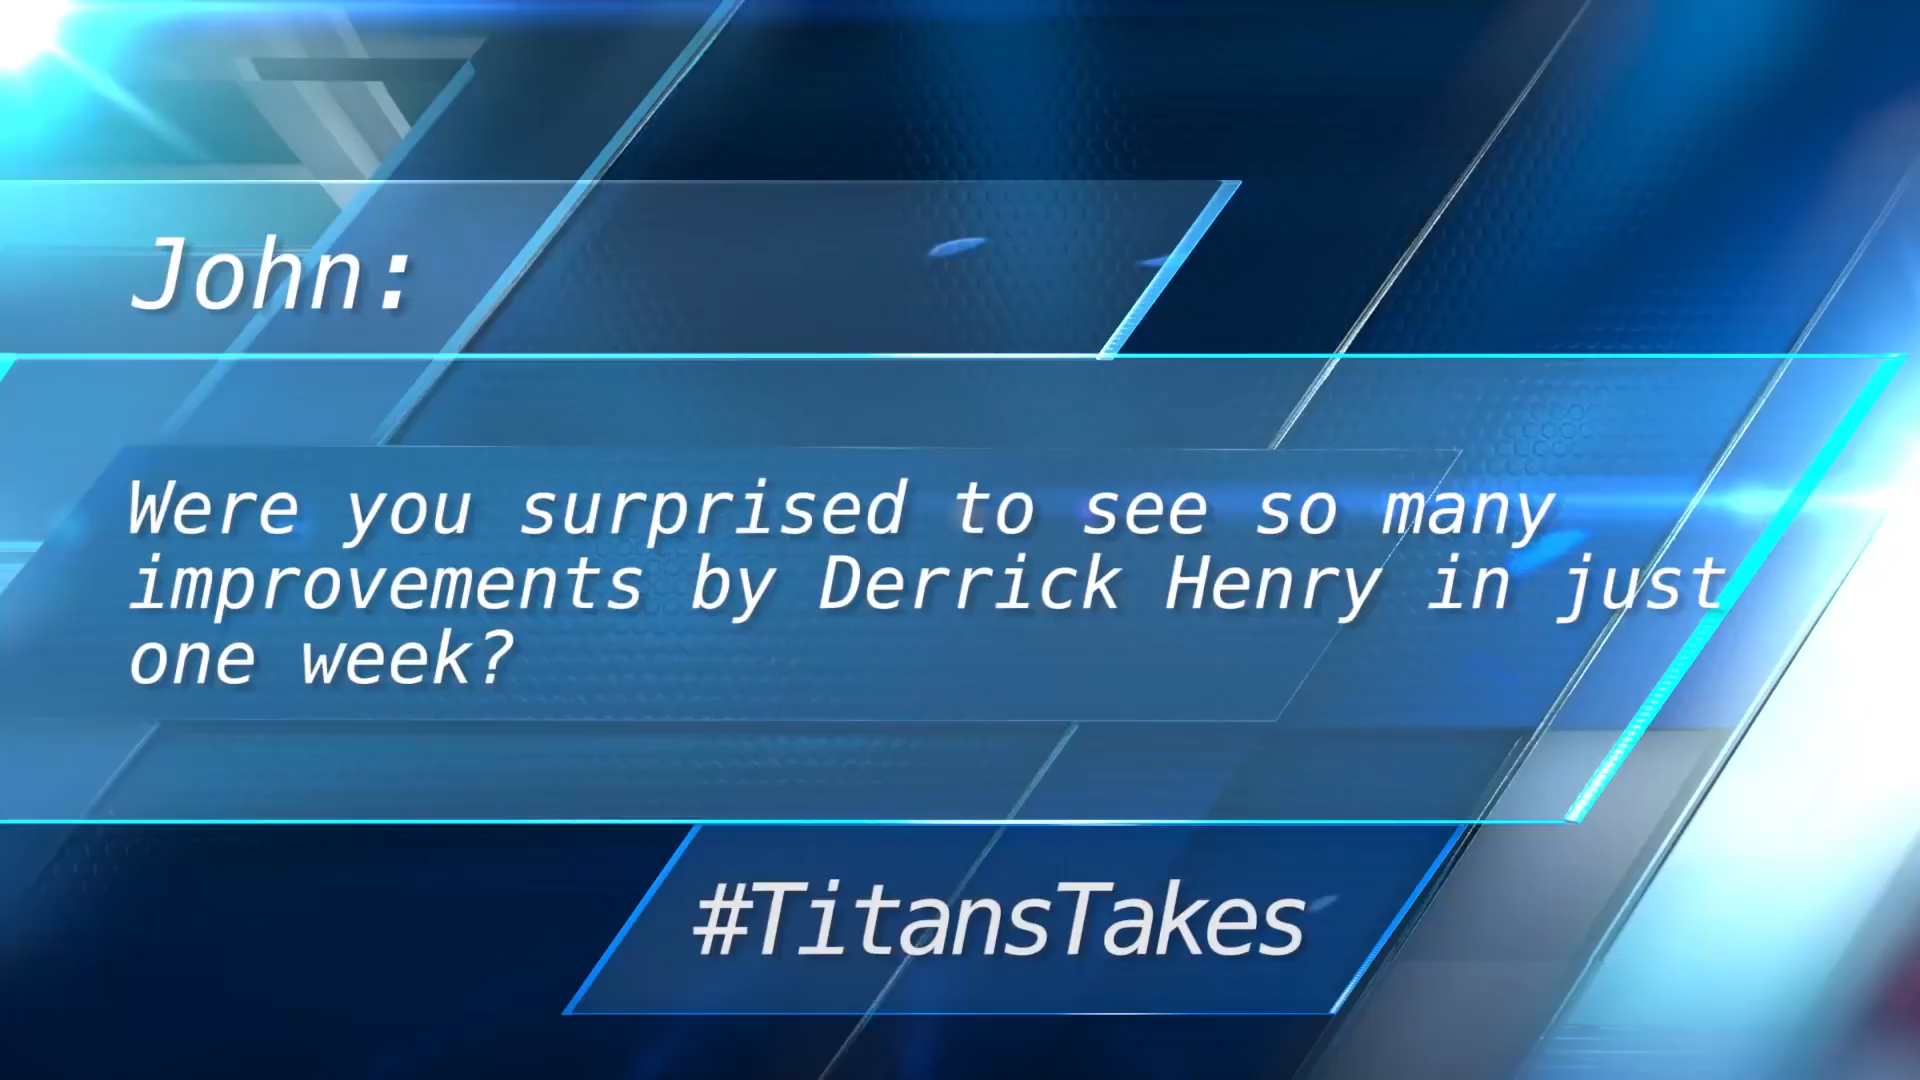 John:
Were you surprised to see so many
improvements by Derrick Henry in just
one week?
#TitansTakes